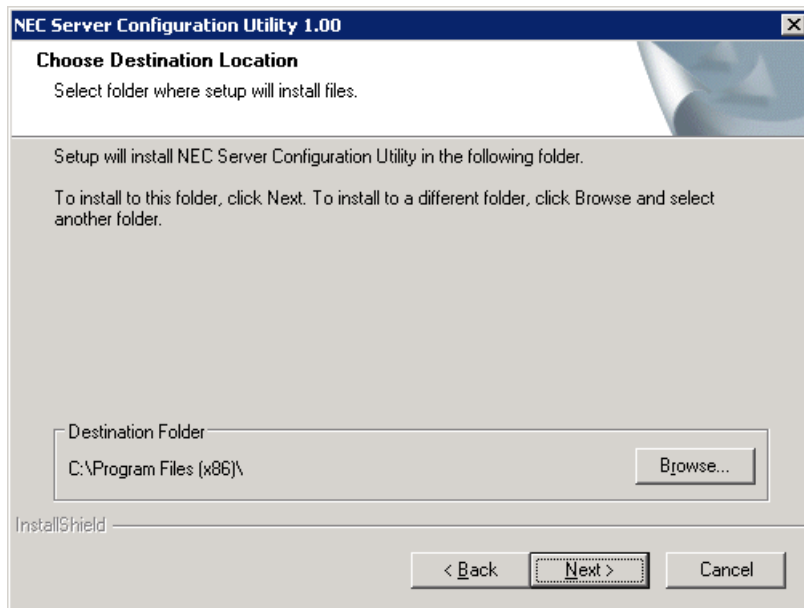 NEC Server Configuration Utility 1.00
Choose Destination Location
Select folder where setup will install files.
Setup will install NEC Server Configuration Utility in the following folder.
To install to this folder, click Next. To install to a different folder, click Browse and select
another folder.
Destination Folder
C:\Program Files (x86)\
Browse...
InstallShield
< Back
Next >
Cancel